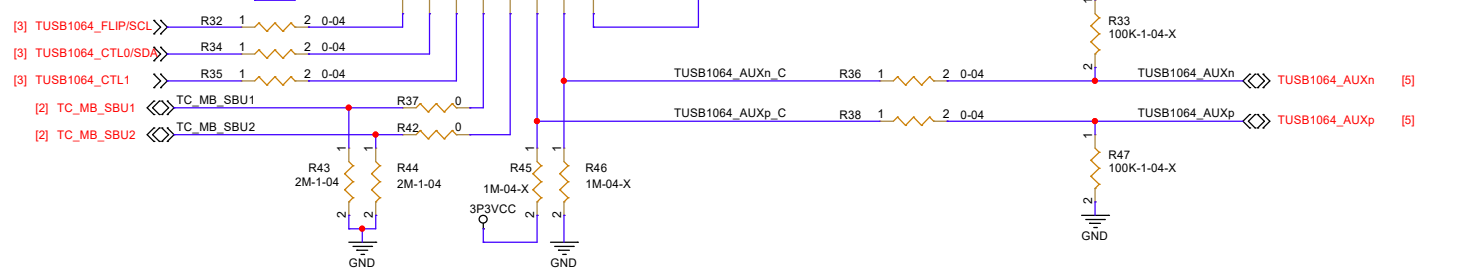 [3] TUSB1064_FLIP/SCL R32 1 2 0-04
[3] TUSB1064_CTL0/SDA R34 1 2 0-04
[3] TUSB1064_CTL1 R35 1 2 0-04
[2] TC_MB_SBU1 TC_MB_SBU1 R37 0
[2] TC_MB_SBU2 TC_MB_SBU2 R42 0
1
R33
100K-1-04-X
2
TUSB1064_AUXn_C R36 1 2 0-04 TUSB1064_AUXn TUSB1064_AUXn [5]
TUSB1064_AUXp_C R38 1 2 0-04 TUSB1064_AUXp TUSB1064_AUXp [5]
1 1 1 1 1
R43 R44 R45 R46 R47
2M-1-04 2M-1-04 1M-04-X 1M-04-X 100K-1-04-X
3P3VCC
2 2 2 2 2
GND GND GND